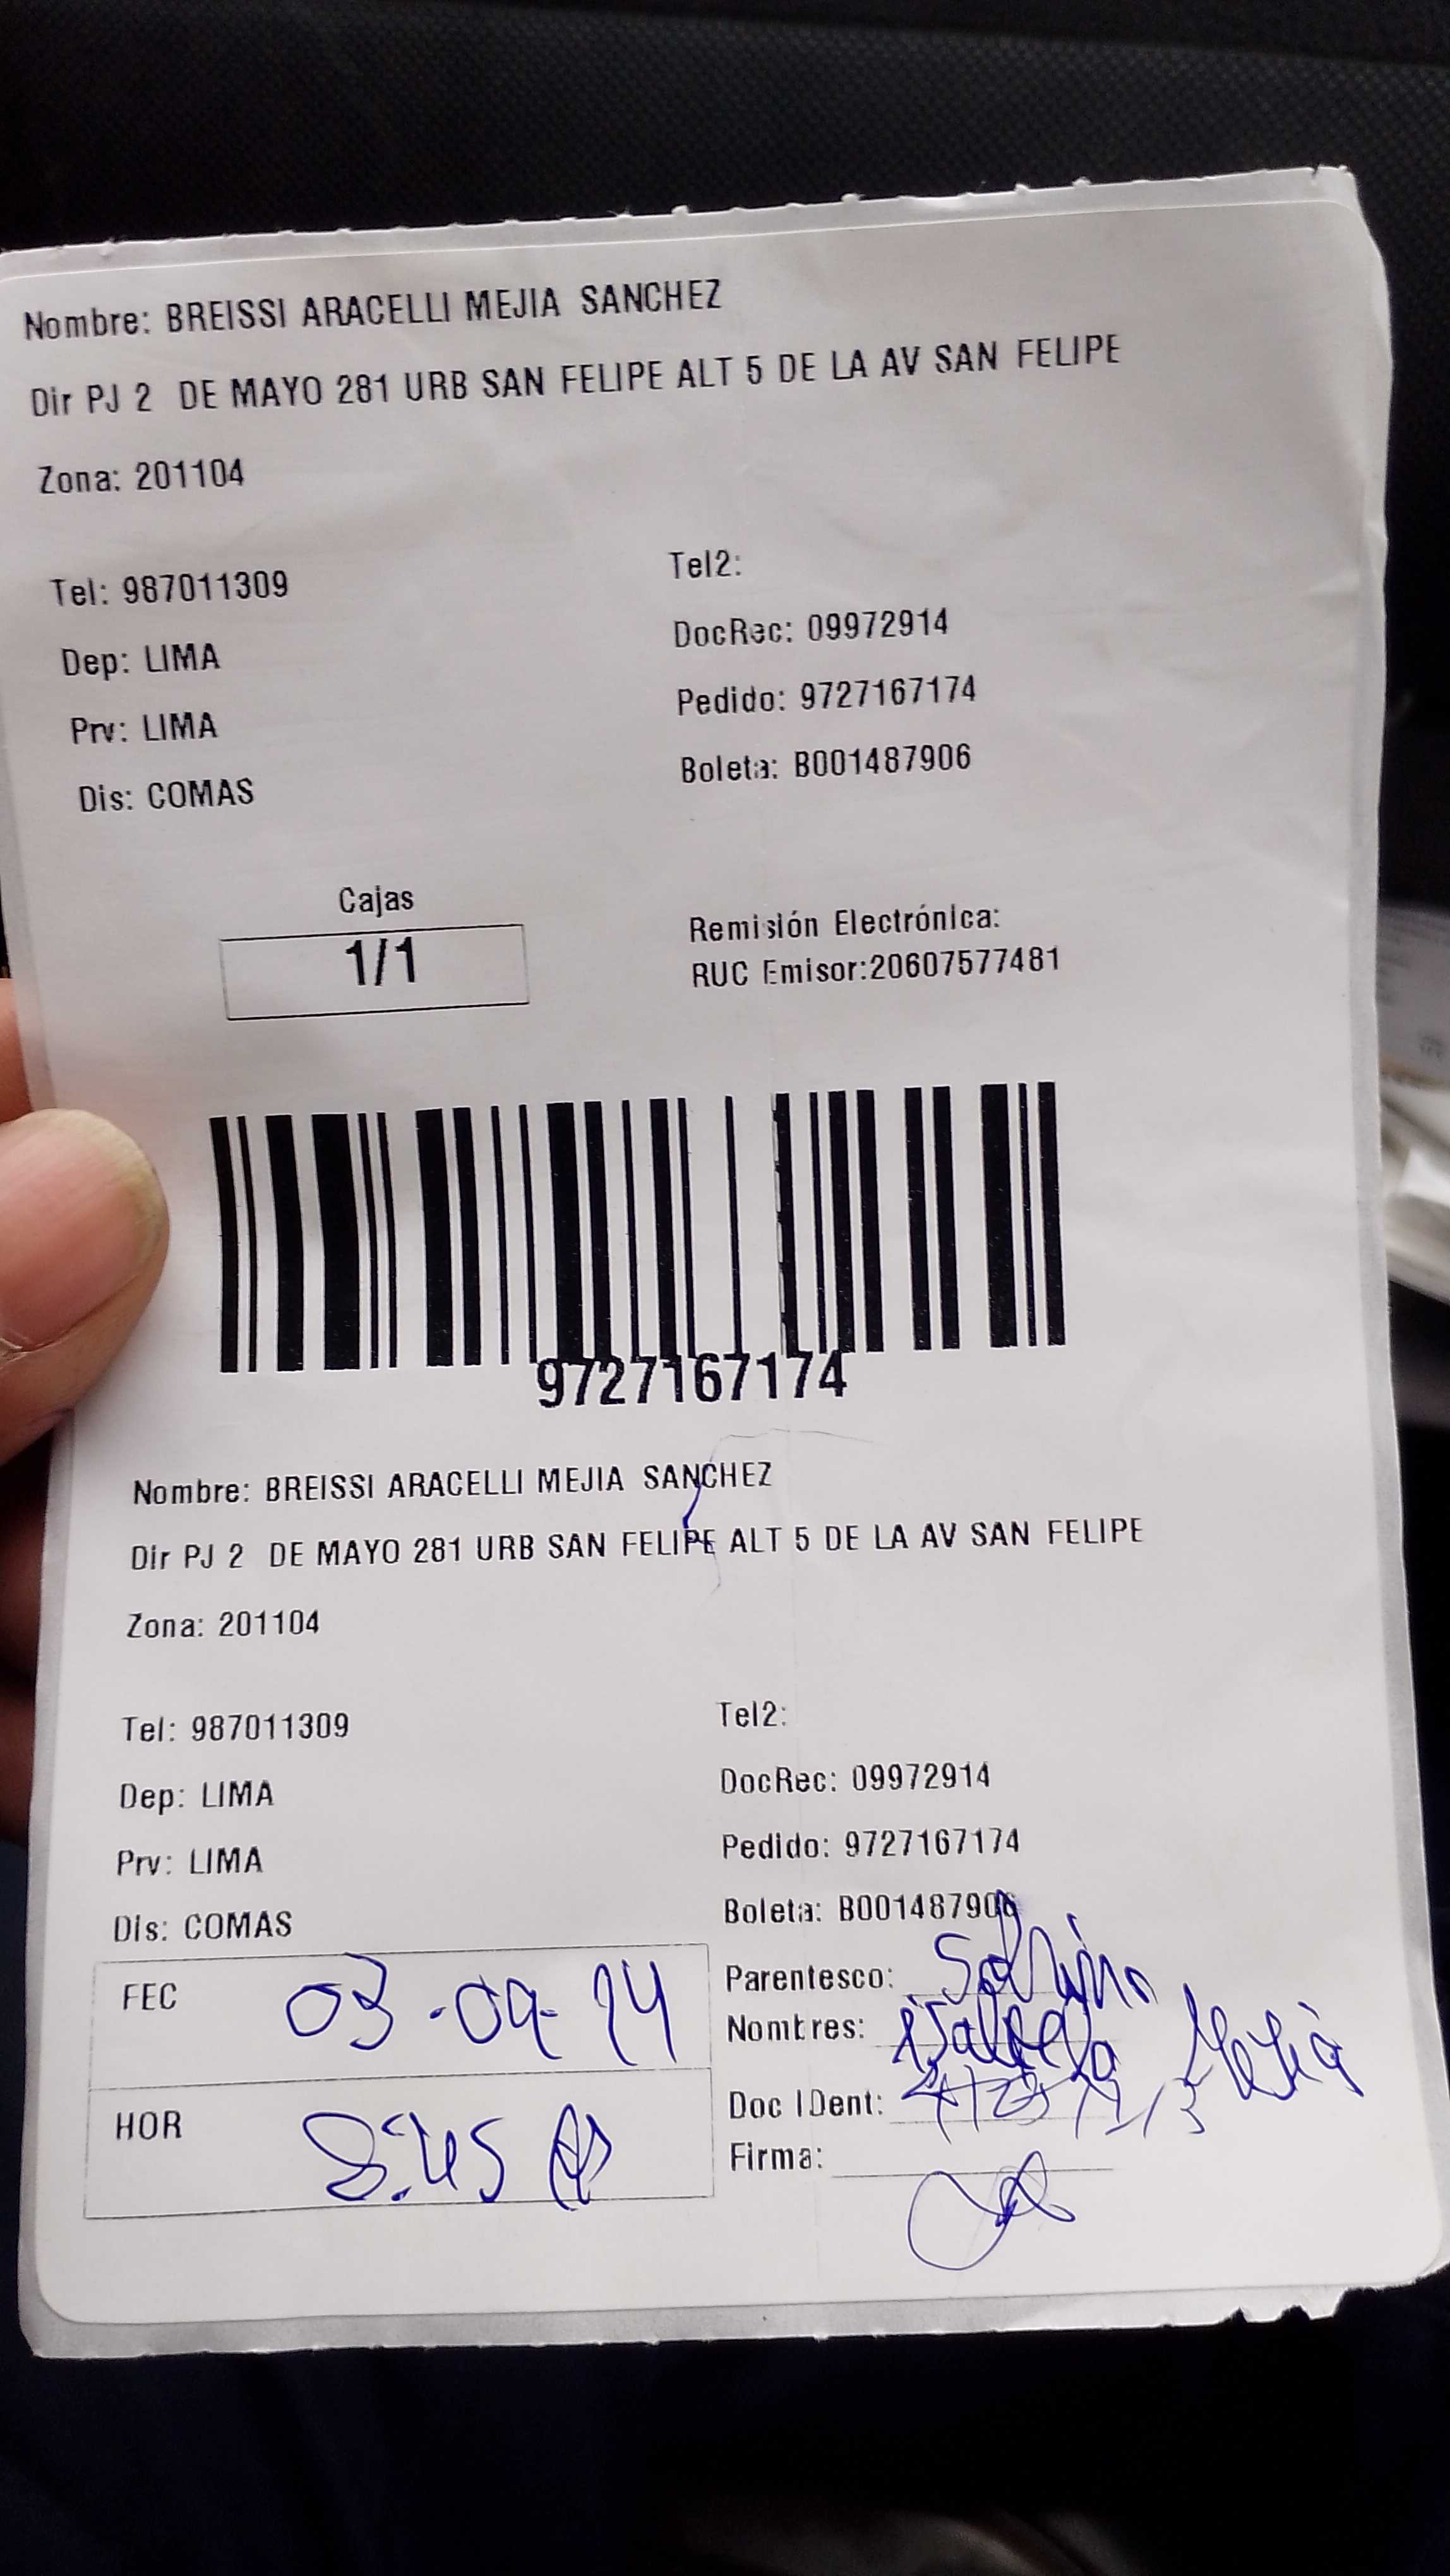 Nombre: BREISSI ARACELLI MEJIA SANCHEZ
Dir PJ 2 DE MAYO 281 URB SAN FELIPE ALT 5 DE LA AV SAN FELIPE
Zona: 201104
Tel: 987011309
Tel2:
Dep: LIMA
DocRec: 09972914
Prv: LIMA
Pedido: 9727167174
Dis: COMAS
Boleta: B001487906
Cajas
1/1
Remisión Electrónica:
RUC Emisor:20607577481
9727167174
Nombre: BREISSI ARACELLI MEJIA SANCHEZ
Dir PJ 2 DE MAYO 281 URB SAN FELIPE ALT 5 DE LA AV SAN FELIPE
Zona: 201104
Tel: 987011309
Tel2:
Dep: LIMA
DocRec: 09972914
Prv: LIMA
Pedido: 9727167174
Dis: COMAS
Boleta: B001487906
FEC 03-09-24
Parentesco: Sobrino
Nombres: Mejia
HOR 8:45
Doc IDent:
Firma: